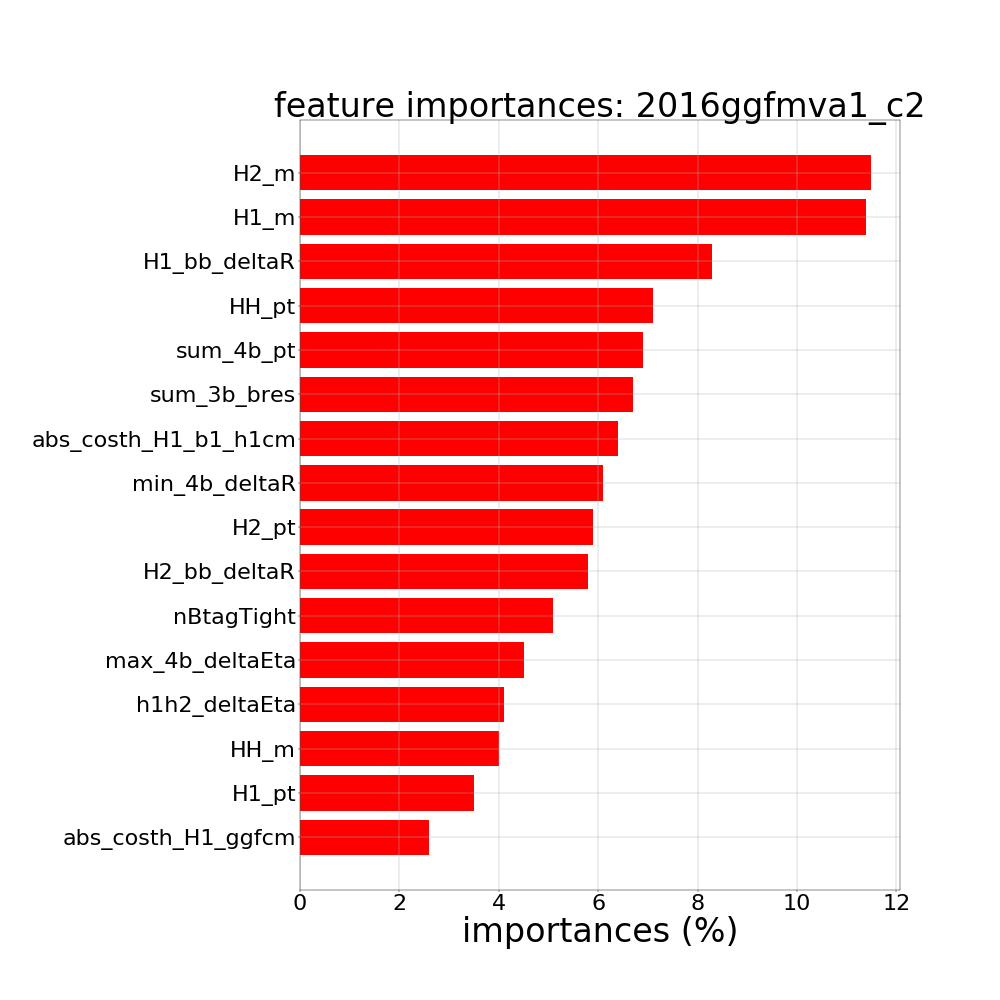 feature importances: 2016ggfmva1_c2
H2_m
H1_m
H1_bb_deltaR
HH_pt
sum_4b_pt
sum_3b_bres
abs_costh_H1_b1_h1cm
min_4b_deltaR
H2_pt
H2_bb_deltaR
nBtagTight
max_4b_deltaEta
h1h2_deltaEta
HH_m
H1_pt
abs_costh_H1_ggfcm
0 2 4 6 8 10 12
importances (%)